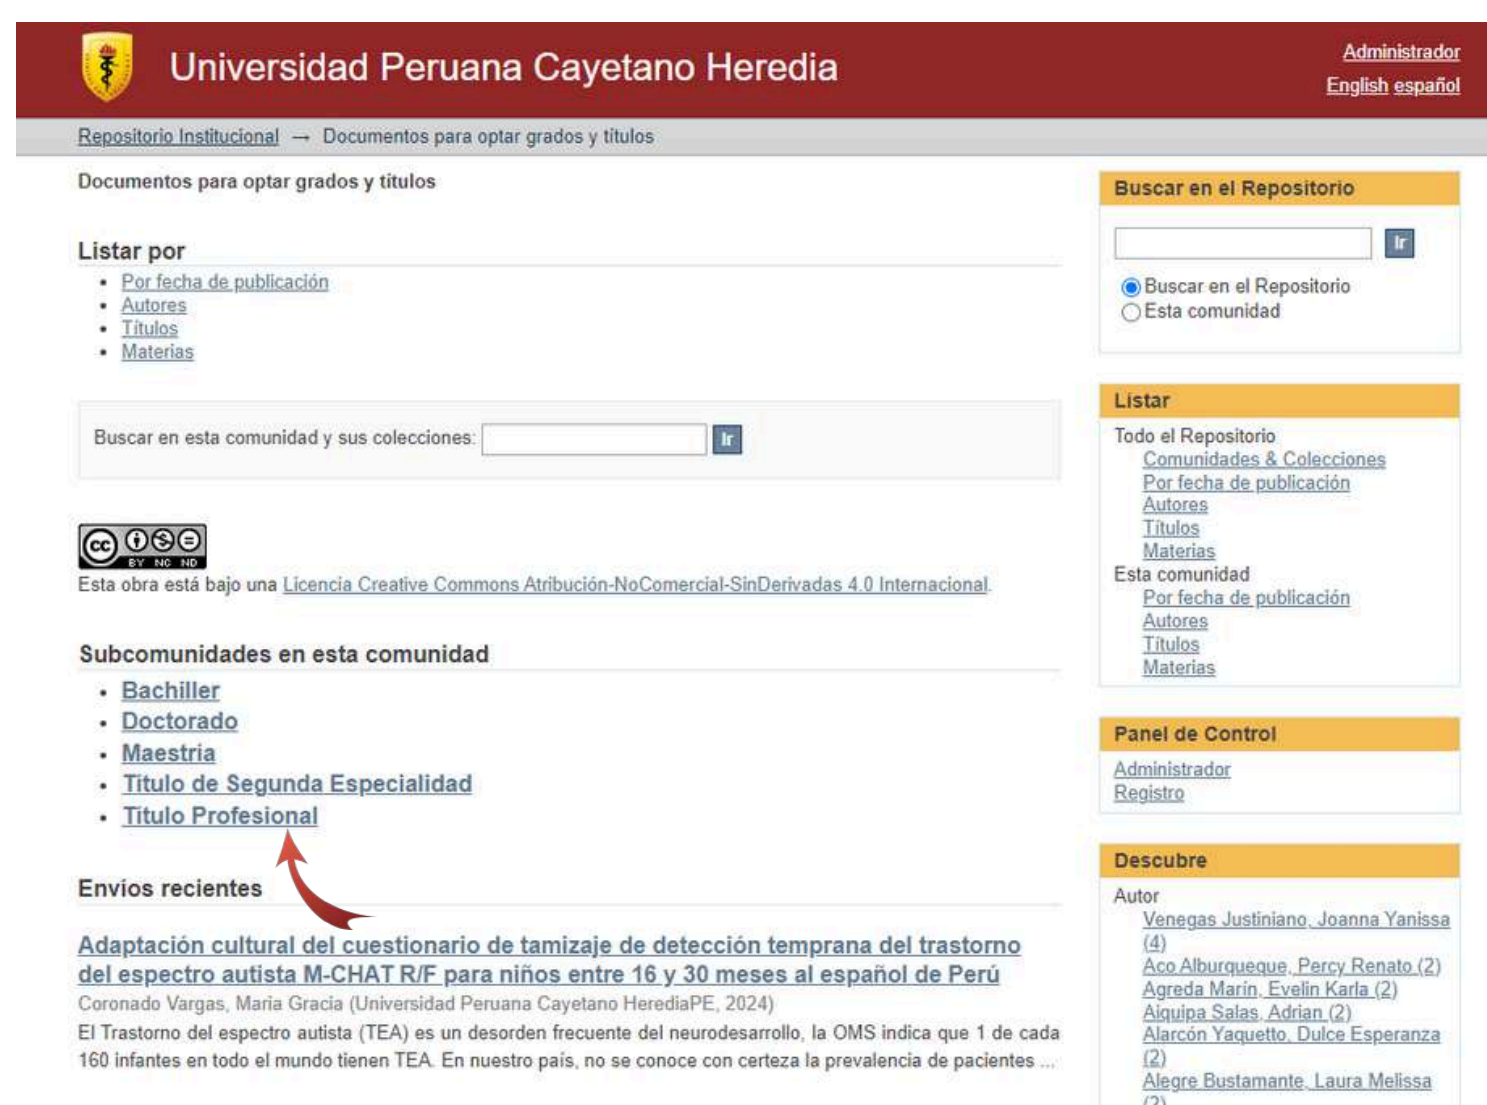 Universidad Peruana Cayetano Heredia
Administrador
English español
Repositorio Institucional → Documentos para optar grados y títulos
Documentos para optar grados y títulos
Listar por
• Por fecha de publicación
• Autores
• Títulos
• Materias
Buscar en esta comunidad y sus colecciones:
Ir
cc
BY NC ND
Esta obra está bajo una Licencia Creative Commons Atribución-NoComercial-SinDerivadas 4.0 Internacional.
Subcomunidades en esta comunidad
• Bachiller
• Doctorado
• Maestría
• Título de Segunda Especialidad
• Título Profesional
Envíos recientes
Adaptación cultural del cuestionario de tamizaje de detección temprana del trastorno
del espectro autista M-CHAT R/F para niños entre 16 y 30 meses al español de Perú
Coronado Vargas, Maria Gracia (Universidad Peruana Cayetano HerediaPE, 2024)
El Trastorno del espectro autista (TEA) es un desorden frecuente del neurodesarrollo, la OMS indica que 1 de cada
160 infantes en todo el mundo tienen TEA. En nuestro país, no se conoce con certeza la prevalencia de pacientes ...
Buscar en el Repositorio
Ir
Buscar en el Repositorio
Esta comunidad
Listar
Todo el Repositorio
Comunidades & Colecciones
Por fecha de publicación
Autores
Títulos
Materias
Esta comunidad
Por fecha de publicación
Autores
Títulos
Materias
Panel de Control
Administrador
Registro
Descubre
Autor
Venegas Justiniano, Joanna Yanissa
(4)
Aco Alburqueque, Percy Renato (2)
Agreda Marín, Evelin Karla (2)
Aiquipa Salas, Adrian (2)
Alarcón Yaquetto, Dulce Esperanza
(2)
Alegre Bustamante, Laura Melissa